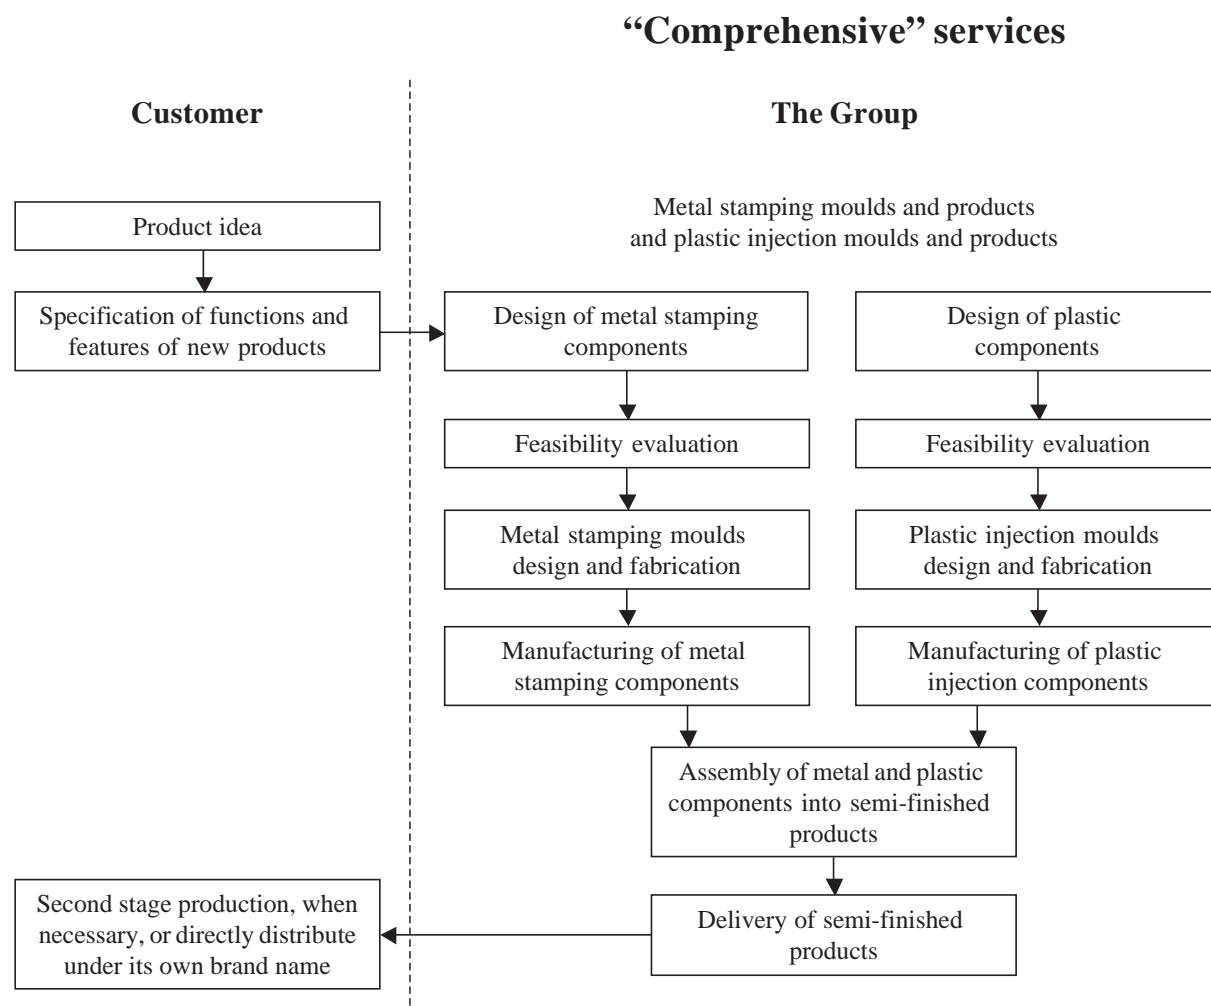 “Comprehensive” services
Customer
The Group
Product idea
Metal stamping moulds and products
and plastic injection moulds and products
Specification of functions and
features of new products
Design of metal stamping
components
Design of plastic
components
Feasibility evaluation
Feasibility evaluation
Metal stamping moulds
design and fabrication
Plastic injection moulds
design and fabrication
Manufacturing of metal
stamping components
Manufacturing of plastic
injection components
Assembly of metal and plastic
components into semi-finished
products
Second stage production, when
necessary, or directly distribute
under its own brand name
Delivery of semi-finished
products